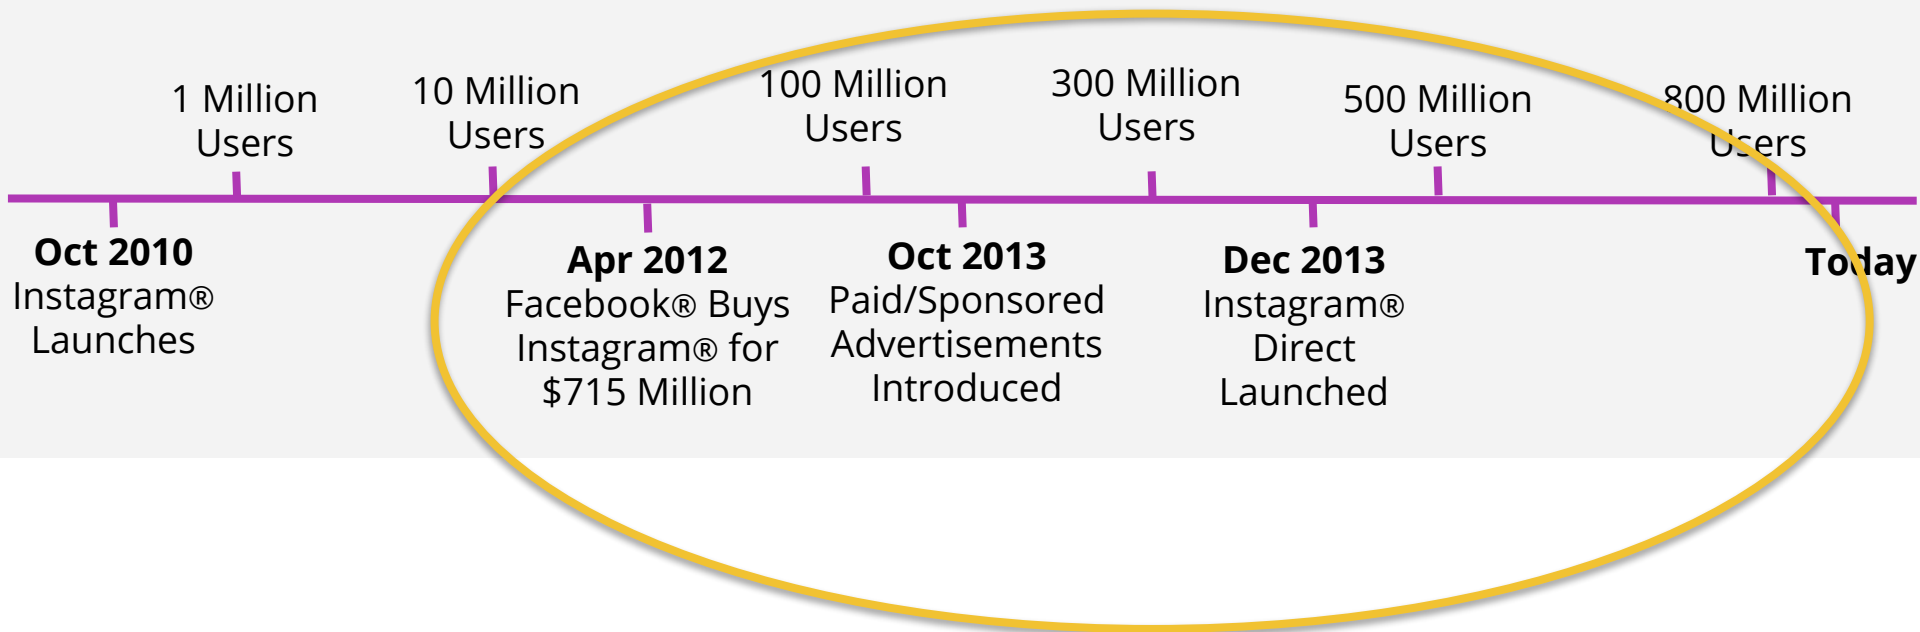 1 Million
Users
10 Million
Users
100 Million
Users
300 Million
Users
500 Million
Users
800 Million
Users
Oct 2010
Instagram®
Launches
Apr 2012
Facebook® Buys
Instagram® for
$715 Million
Oct 2013
Paid/Sponsored
Advertisements
Introduced
Dec 2013
Instagram®
Direct
Launched
Today